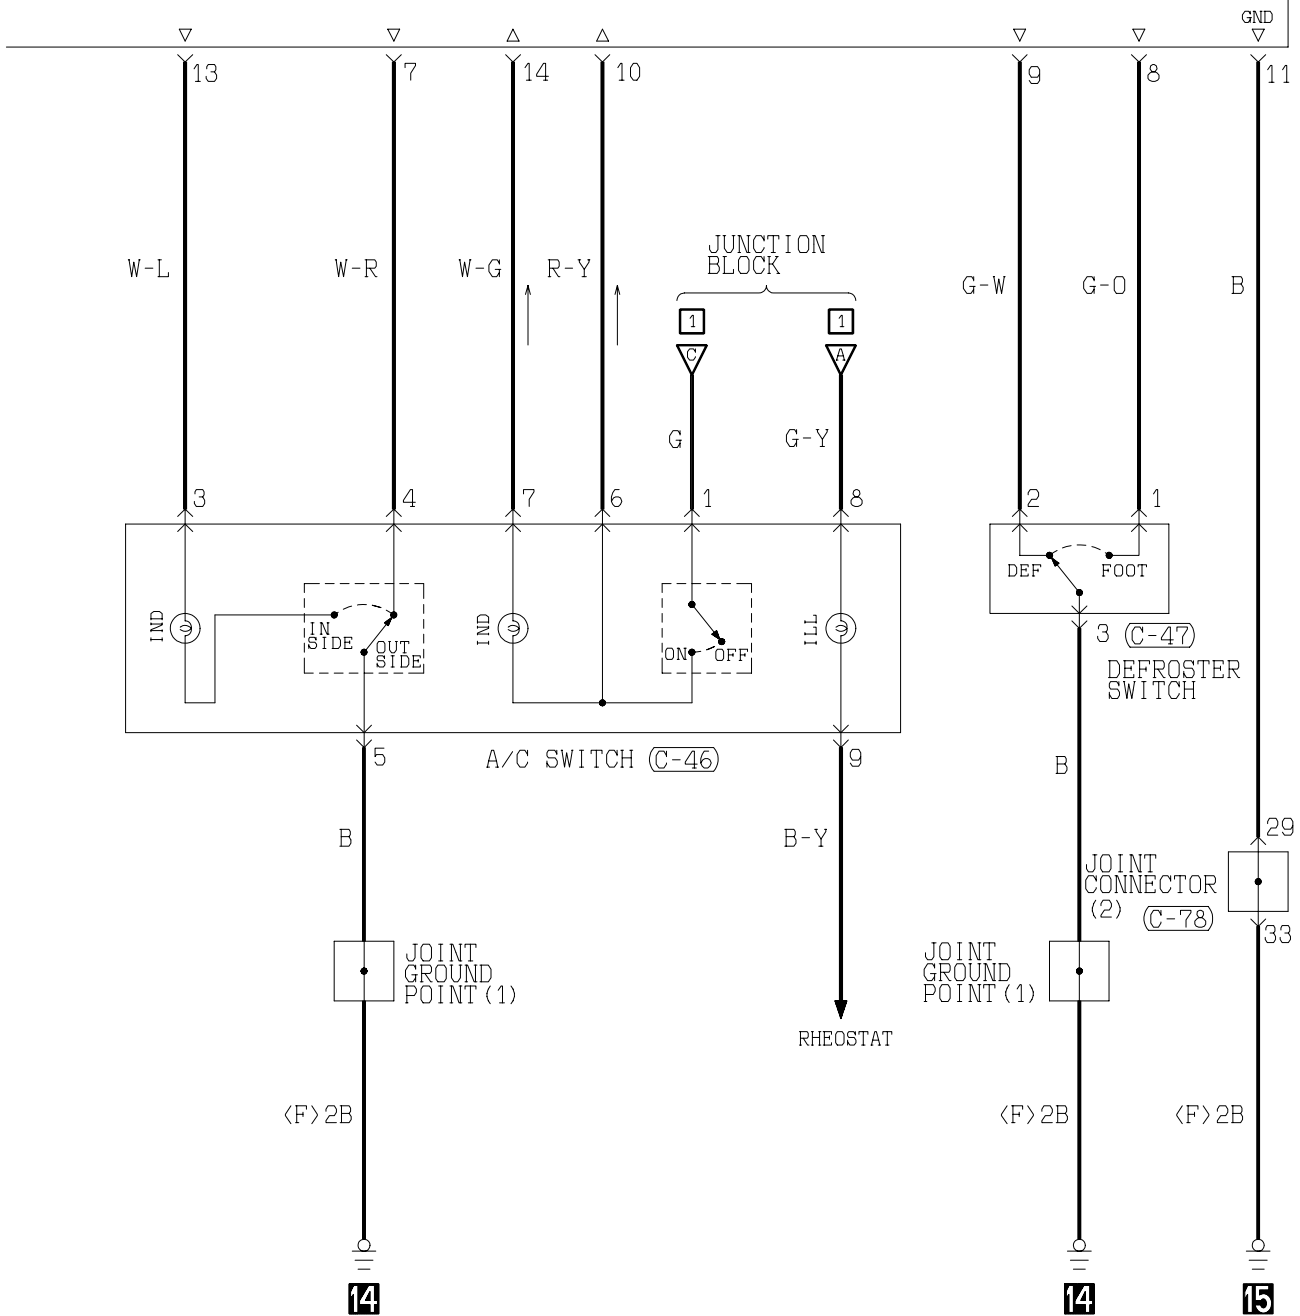 GND
13
7
14
10
9
8
11
JUNCTION
BLOCK
W-L
W-R
W-G
R-Y
G-W
G-O
B
1
1
C
A
G
G-Y
3
4
7
6
1
8
2
1
DEF
FOOT
IND
IN
SIDE
OUT
SIDE
IND
ON
OFF
ILL
3
C-47
DEFROSTER
SWITCH
5
A/C SWITCH
C-46
9
B
B
B-Y
29
JOINT
CONNECTOR
(2)
C-78
33
JOINT
GROUND
POINT(1)
JOINT
GROUND
POINT(1)
RHEOSTAT
<F>2B
<F>2B
<F>2B
14
14
15